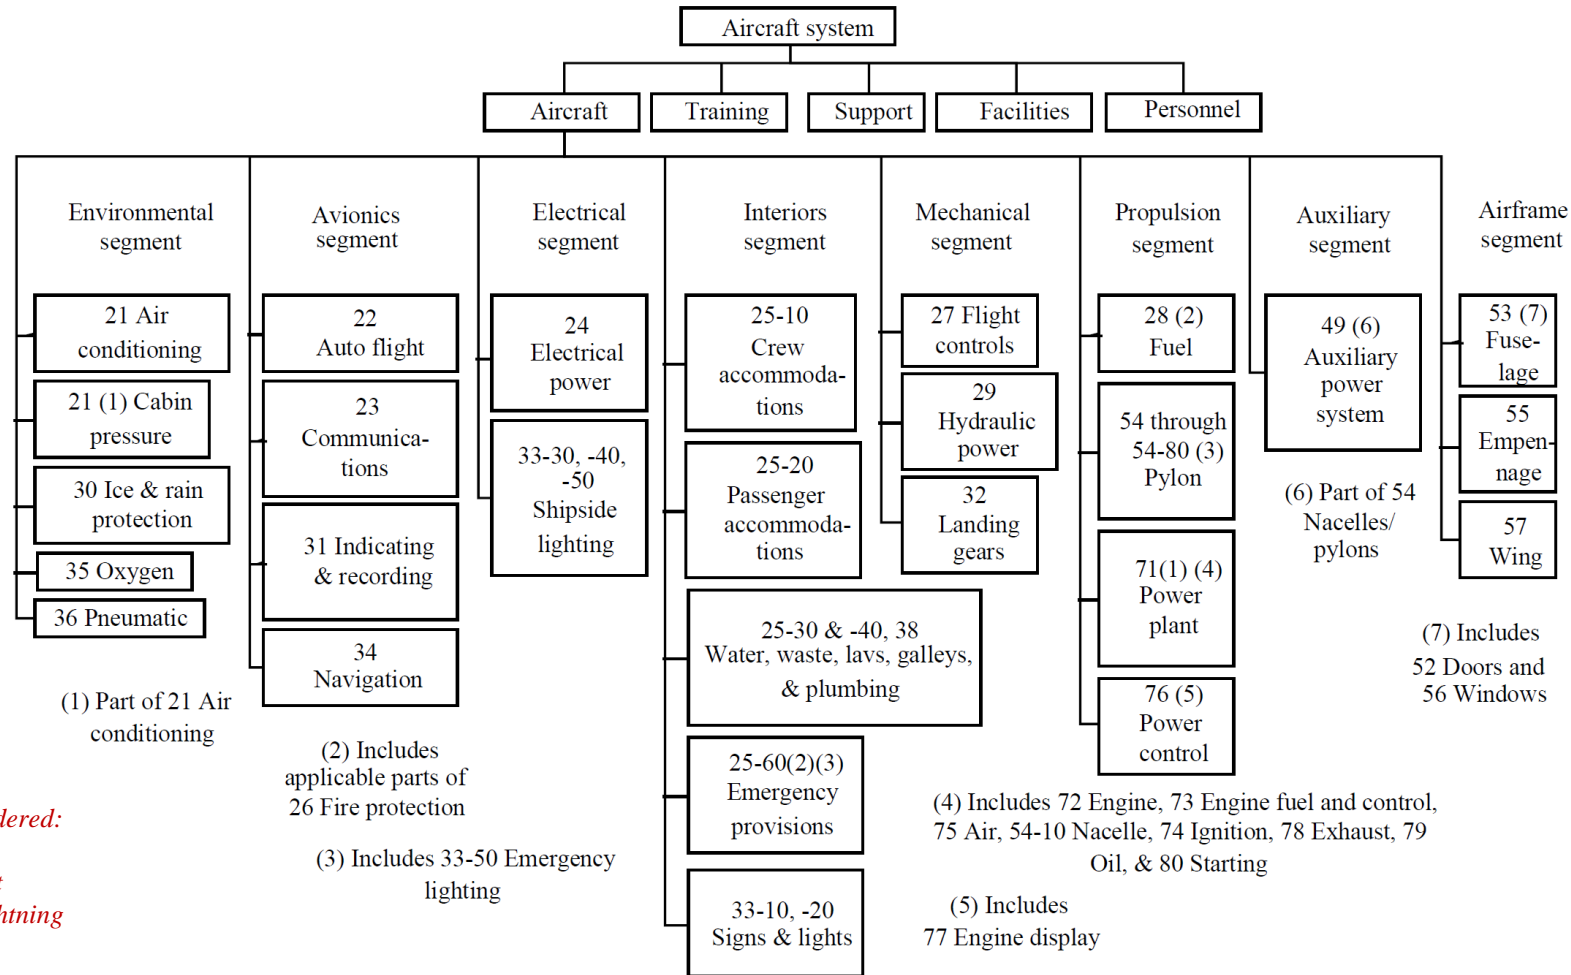 Aircraft system
Aircraft
Training
Support
Facilities
Personnel
Environmental
segment
21 Air
conditioning
21 (1) Cabin
pressure
30 Ice & rain
protection
35 Oxygen
36 Pneumatic
(1) Part of 21 Air
conditioning
Avionics
segment
22
Auto flight
23
Communica-
tions
31 Indicating
& recording
34
Navigation
(2) Includes
applicable parts of
26 Fire protection
(3) Includes 33-50 Emergency
lighting
Electrical
segment
24
Electrical
power
33-30, -40,
-50
Shipside
lighting
Interiors
segment
25-10
Crew
accommoda-
tions
25-20
Passenger
accommoda-
tions
25-30 & -40, 38
Water, waste, lavs, galleys,
& plumbing
25-60(2)(3)
Emergency
provisions
33-10, -20
Signs & lights
Mechanical
segment
27 Flight
controls
29
Hydraulic
power
32
Landing
gears
Propulsion
segment
28 (2)
Fuel
54 through
54-80 (3)
Pylon
71(1) (4)
Power
plant
76 (5)
Power
control
(4) Includes 72 Engine, 73 Engine fuel and control,
75 Air, 54-10 Nacelle, 74 Ignition, 78 Exhaust, 79
Oil, & 80 Starting
(5) Includes
77 Engine display
Auxiliary
segment
49 (6)
Auxiliary
power
system
(6) Part of 54
Nacelles/
pylons
Airframe
segment
53 (7)
Fuse-
lage
55
Empen-
nage
57
Wing
(7) Includes
52 Doors and
56 Windows
dered:
htning